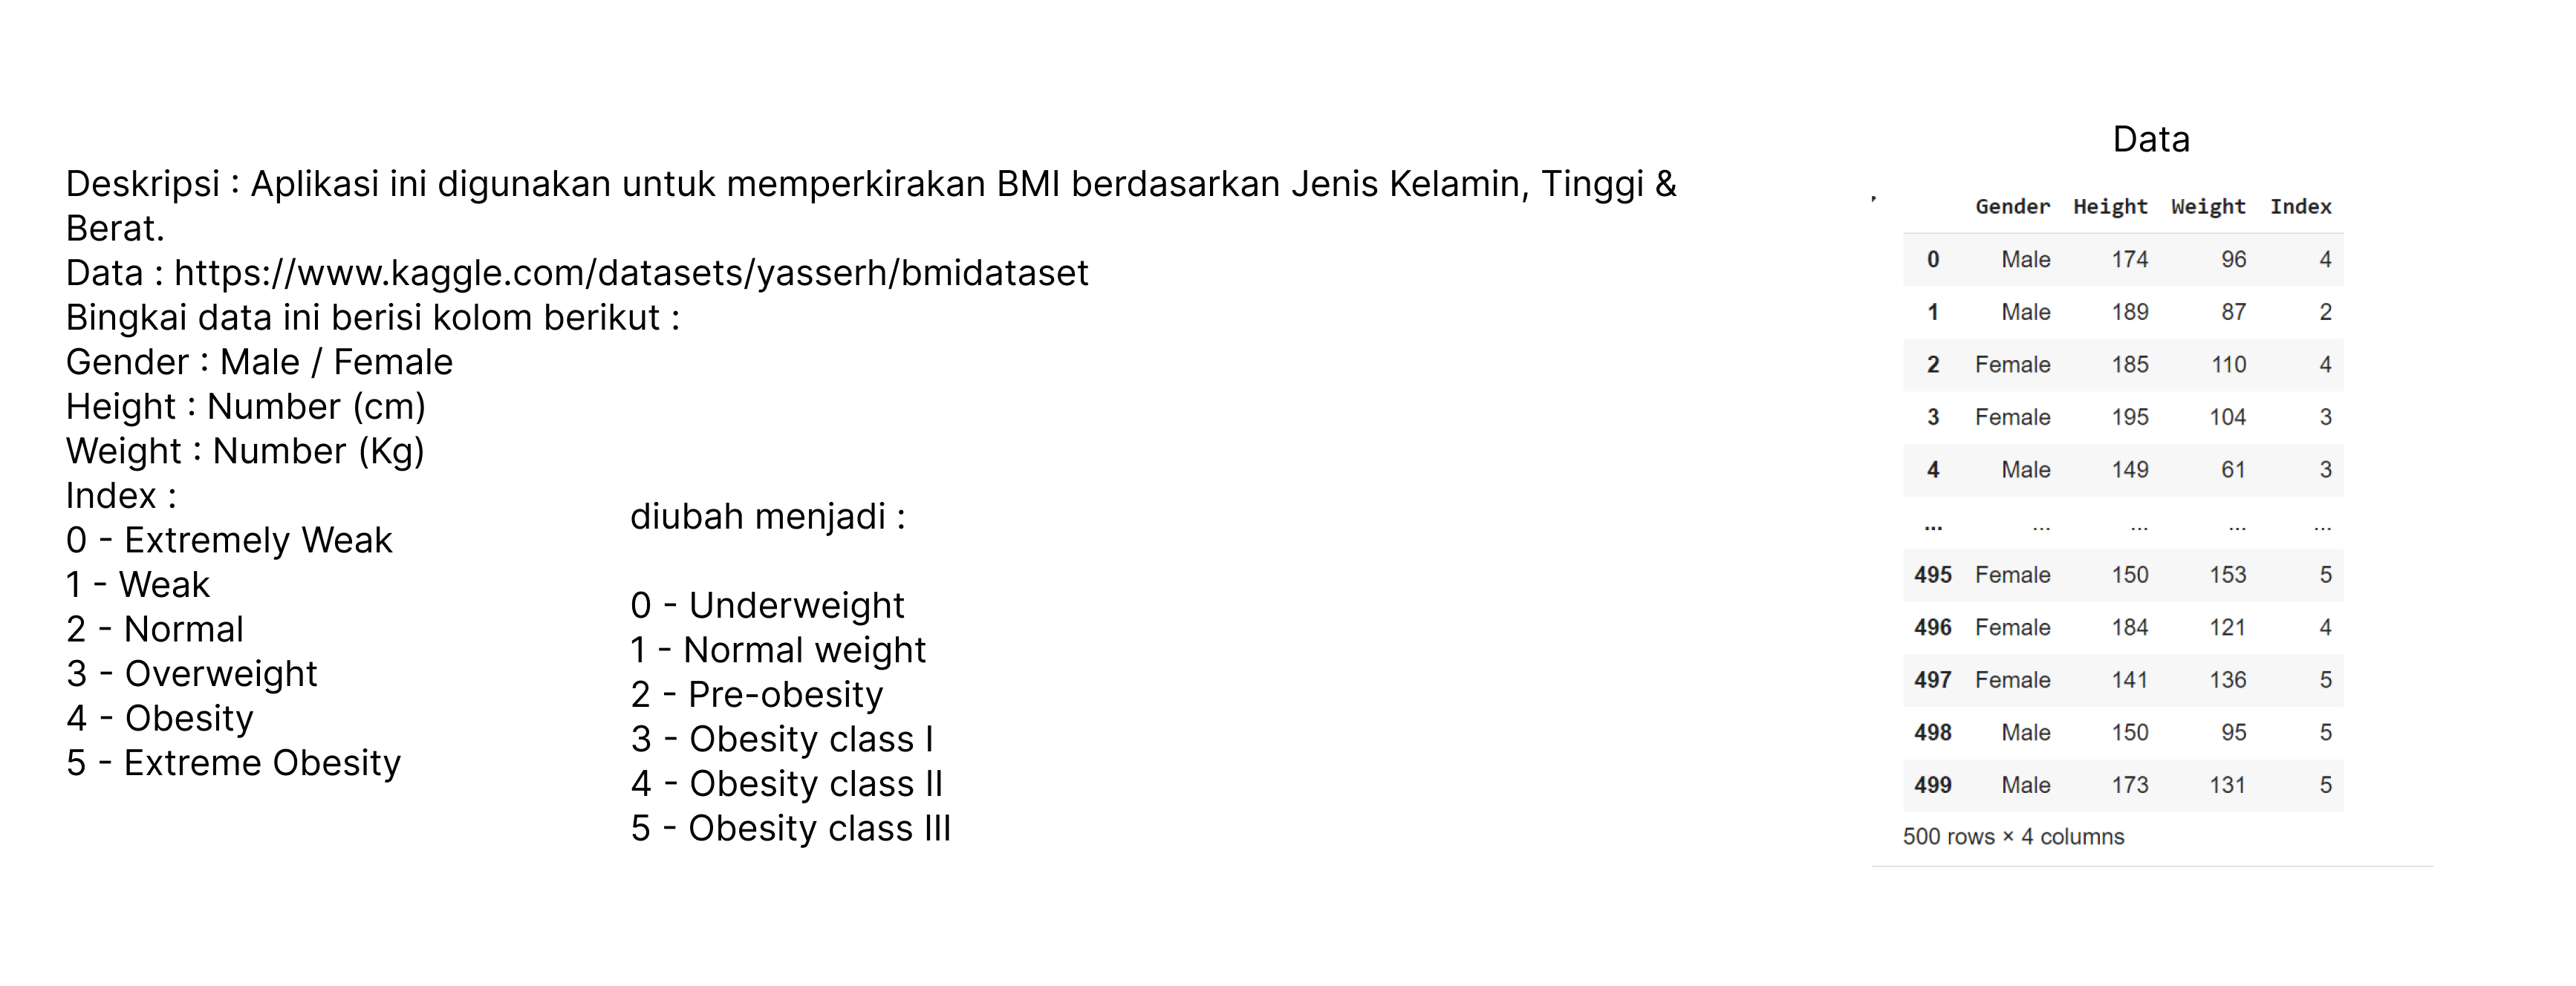 Deskripsi : Aplikasi ini digunakan untuk memperkirakan BMI berdasarkan Jenis Kelamin, Tinggi &
Berat.
Data : https://www.kaggle.com/datasets/yasserh/bmidataset
Bingkai data ini berisi kolom berikut :
Gender : Male / Female
Height : Number (cm)
Weight : Number (Kg)
Index :
0 - Extremely Weak
1 - Weak
2 - Normal
3 - Overweight
4 - Obesity
5 - Extreme Obesity
diubah menjadi :
0 - Underweight
1 - Normal weight
2 - Pre-obesity
3 - Obesity class I
4 - Obesity class II
5 - Obesity class III
Data
Gender Height Weight Index
0 Male 174 96 4
1 Male 189 87 2
2 Female 185 110 4
3 Female 195 104 3
4 Male 149 61 3
... ... ... ... ...
495 Female 150 153 5
496 Female 184 121 4
497 Female 141 136 5
498 Male 150 95 5
499 Male 173 131 5
500 rows × 4 columns